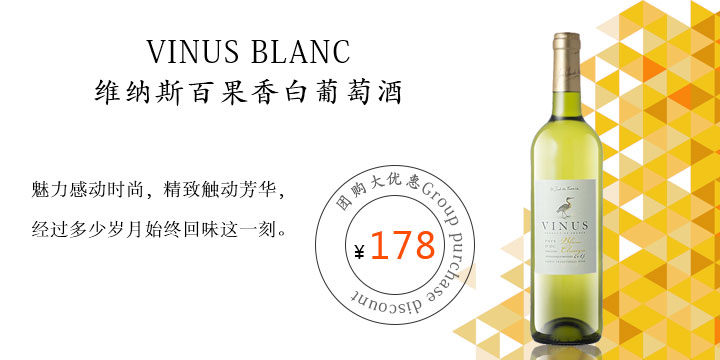 VINUS BLANC
维纳斯百果香白葡萄酒
魅力感动时尚，精致触动芳华，
经过多少岁月始终回味这一刻。
团购大优惠Group purchase discount
¥178
VINUS